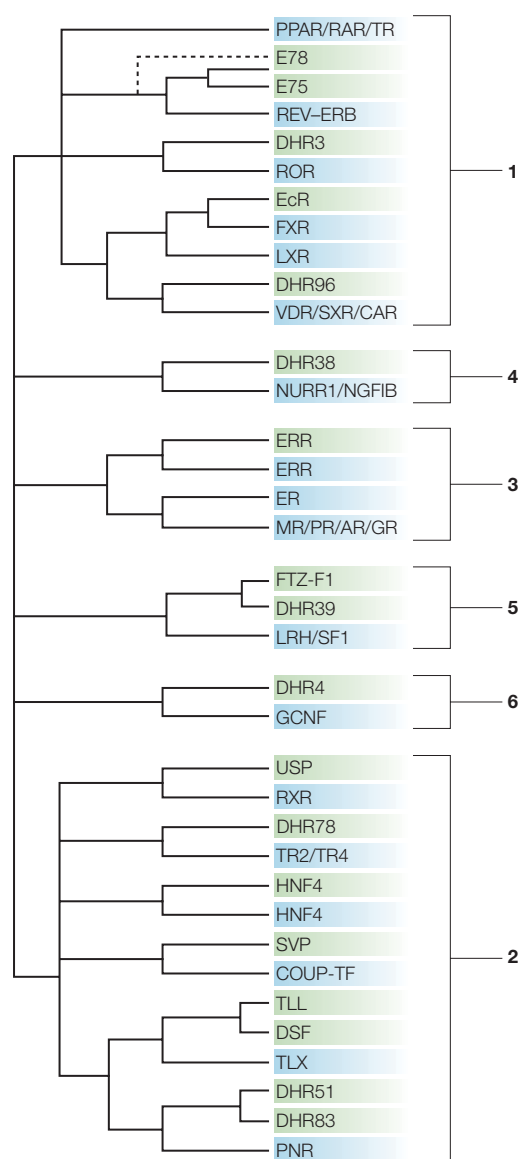 PPAR/RAR/TR
E78
E75
REV–ERB
DHR3
ROR
EcR
FXR
LXR
DHR96
VDR/SXR/CAR
1
DHR38
NURR1/NGFIB
4
ERR
ERR
ER
MR/PR/AR/GR
3
FTZ-F1
DHR39
LRH/SF1
5
DHR4
GCNF
6
USP
RXR
DHR78
TR2/TR4
HNF4
HNF4
SVP
COUP-TF
TLL
DSF
TLX
DHR51
DHR83
PNR
2